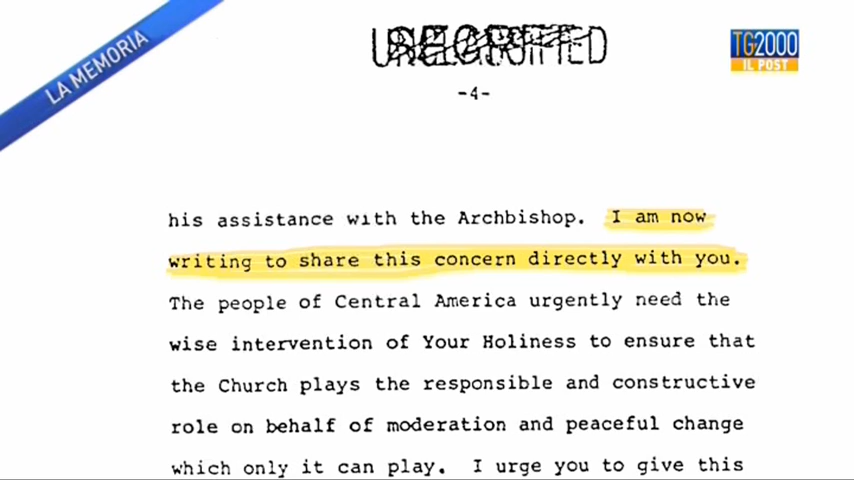 LA MEMORIA
UNCLASSIFIED
TG2000
IL POST
-4-
his assistance with the Archbishop. I am now
writing to share this concern directly with you.
The people of Central America urgently need the
wise intervention of Your Holiness to ensure that
the Church plays the responsible and constructive
role on behalf of moderation and peaceful change
which only it can play. I urge you to give this